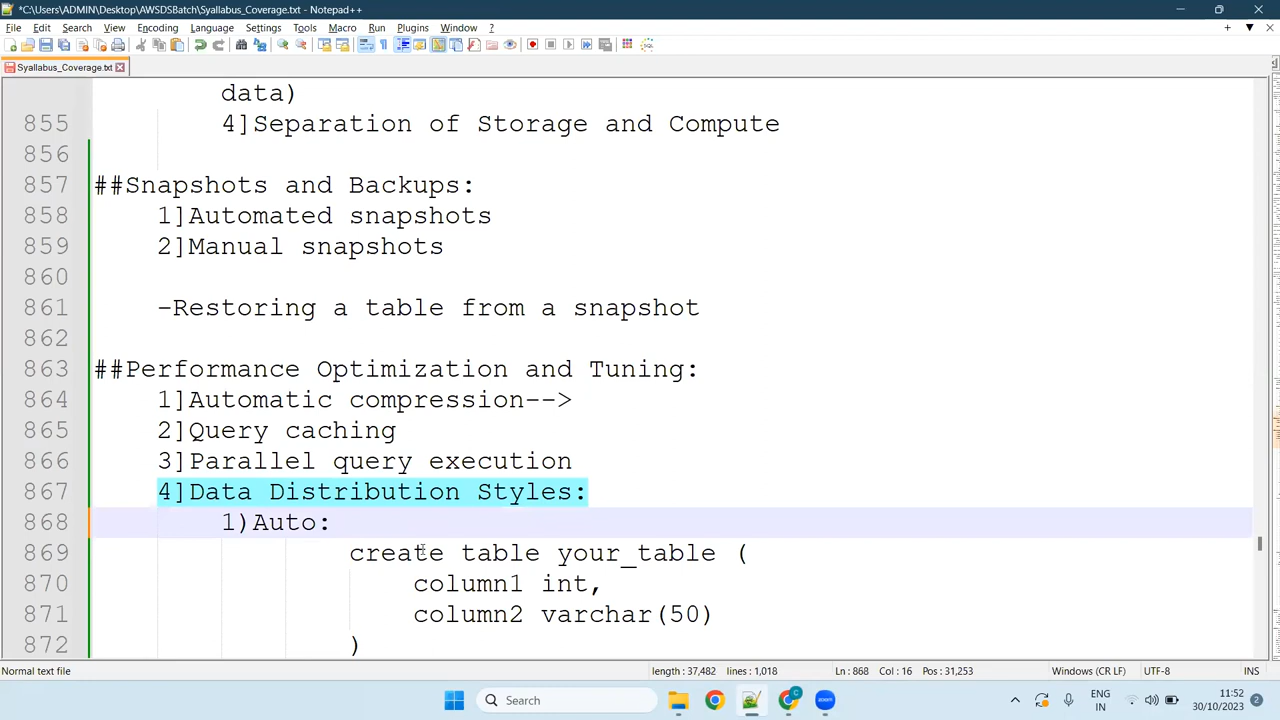 *C:\Users\ADMIN\Desktop\AWSDSBatch\Syallabus_Coverage.txt - Notepad++
File Edit Search View Encoding Language Settings Tools Macro Run Plugins Window ?
Syallabus_Coverage.txt
data)
855 4]Separation of Storage and Compute
856
857 ##Snapshots and Backups:
858 1]Automated snapshots
859 2]Manual snapshots
860
861 -Restoring a table from a snapshot
862
863 ##Performance Optimization and Tuning:
864 1]Automatic compression-->
865 2]Query caching
866 3]Parallel query execution
867 4]Data Distribution Styles:
868 1)Auto:
869 create table your_table (
870 column1 int,
871 column2 varchar(50)
872 )
Normal text file length : 37,482 lines : 1,018 Ln : 868 Col : 16 Pos : 31,253 Windows (CR LF) UTF-8 INS
Search ENG IN 11:52 30/10/2023